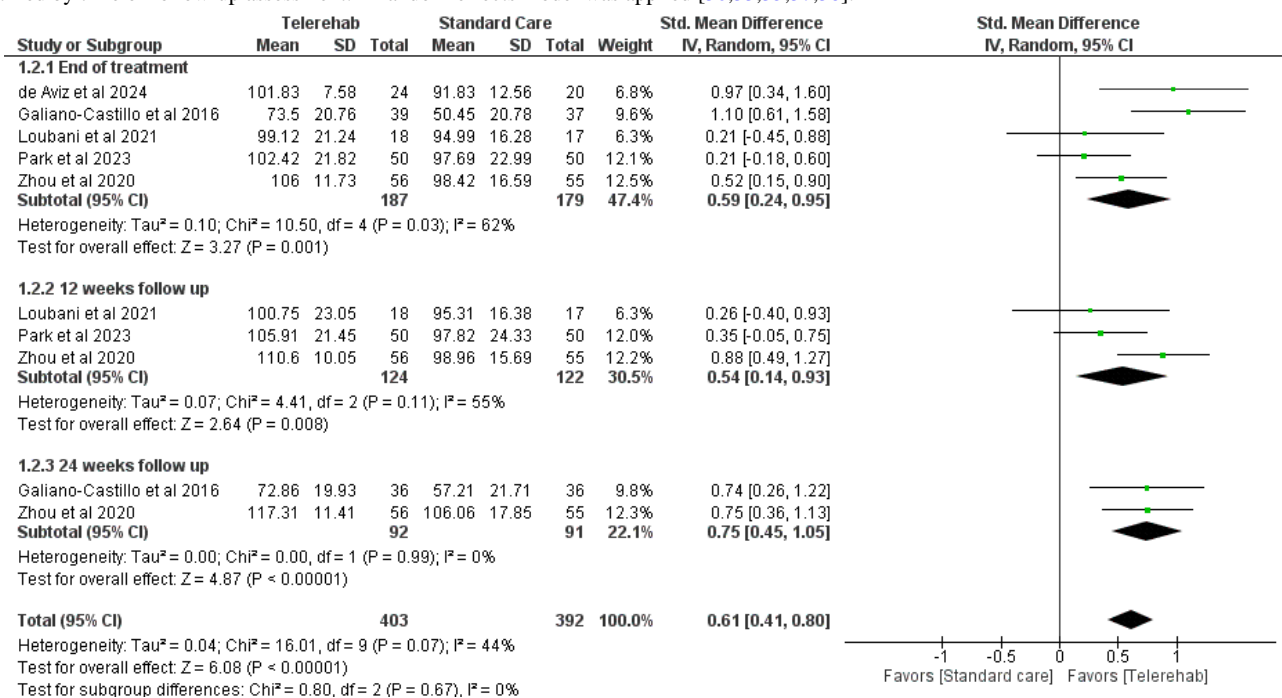 Telerehab Standard Care Std. Mean Difference Std. Mean Difference
Study or Subgroup Mean SD Total Mean SD Total Weight IV, Random, 95% CI IV, Random, 95% CI
1.2.1 End of treatment
de Aviz et al 2024 101.83 7.58 24 91.83 12.56 20 6.8% 0.97 [0.34, 1.60]
Galiano-Castillo et al 2016 73.5 20.76 39 50.45 20.78 37 9.6% 1.10 [0.61, 1.58]
Loubani et al 2021 99.12 21.24 18 94.99 16.28 17 6.3% 0.21 [-0.45, 0.88]
Park et al 2023 102.42 21.82 50 97.69 22.99 50 12.1% 0.21 [-0.18, 0.60]
Zhou et al 2020 106 11.73 56 98.42 16.59 55 12.5% 0.52 [0.15, 0.90]
Subtotal (95% CI) 187 179 47.4% 0.59 [0.24, 0.95]
Heterogeneity: Tau² = 0.10; Chi² = 10.50, df = 4 (P = 0.03); I² = 62%
Test for overall effect: Z = 3.27 (P = 0.001)
1.2.2 12 weeks follow up
Loubani et al 2021 100.75 23.05 18 95.31 16.38 17 6.3% 0.26 [-0.40, 0.93]
Park et al 2023 105.91 21.45 50 97.82 24.33 50 12.0% 0.35 [-0.05, 0.75]
Zhou et al 2020 110.6 10.05 56 98.96 15.69 55 12.2% 0.88 [0.49, 1.27]
Subtotal (95% CI) 124 122 30.5% 0.54 [0.14, 0.93]
Heterogeneity: Tau² = 0.07; Chi² = 4.41, df = 2 (P = 0.11); I² = 55%
Test for overall effect: Z = 2.64 (P = 0.008)
1.2.3 24 weeks follow up
Galiano-Castillo et al 2016 72.86 19.93 36 57.21 21.71 36 9.8% 0.74 [0.26, 1.22]
Zhou et al 2020 117.31 11.41 56 106.06 17.85 55 12.3% 0.75 [0.36, 1.13]
Subtotal (95% CI) 92 91 22.1% 0.75 [0.45, 1.05]
Heterogeneity: Tau² = 0.00; Chi² = 0.00, df = 1 (P = 0.99); I² = 0%
Test for overall effect: Z = 4.87 (P < 0.00001)
Total (95% CI) 403 392 100.0% 0.61 [0.41, 0.80]
Heterogeneity: Tau² = 0.04; Chi² = 16.01, df = 9 (P = 0.07); I² = 44%
Test for overall effect: Z = 6.08 (P < 0.00001)
Test for subgroup differences: Chi² = 0.80, df = 2 (P = 0.67), I² = 0%
-1 -0.5 0 0.5 1
Favors [Standard care] Favors [Telerehab]